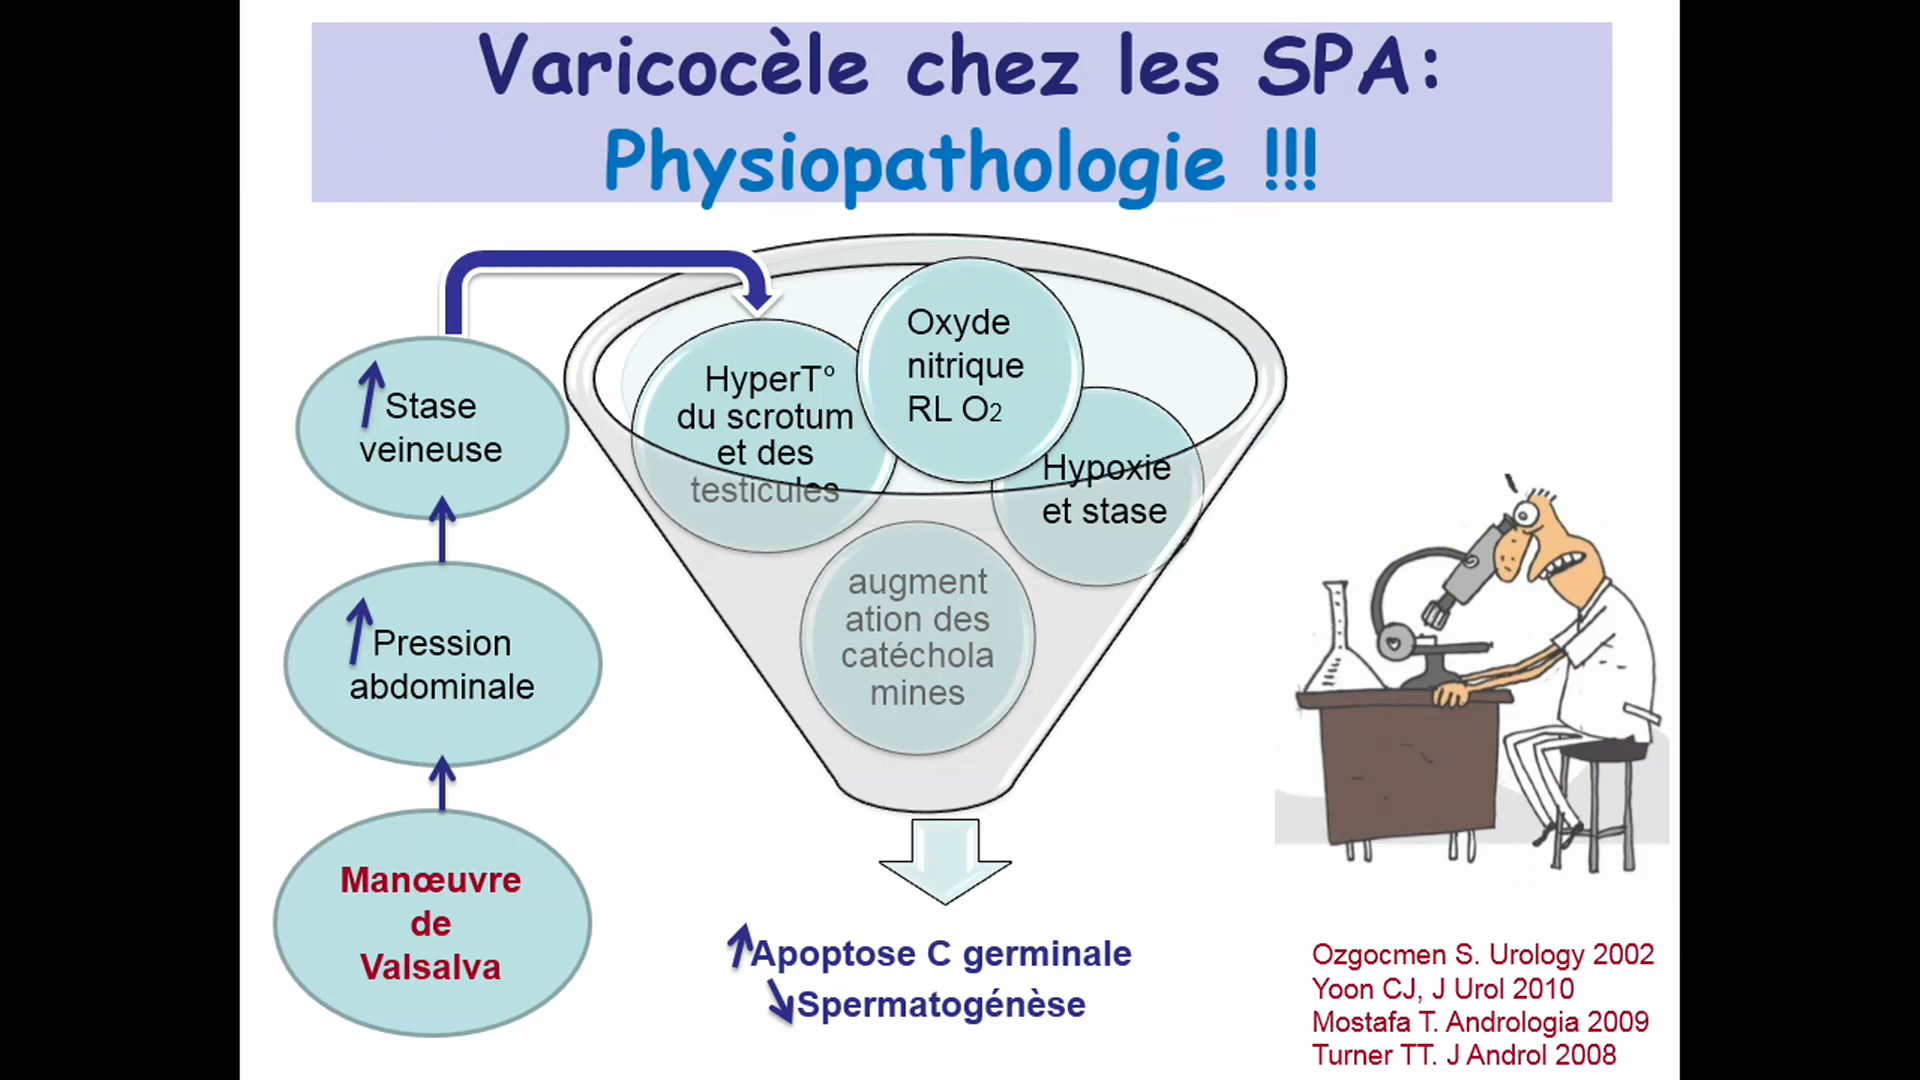 Varicocèle chez les SPA:
Physiopathologie !!!
Stase
veineuse
Pression
abdominale
Manœuvre
de
Valsalva
HyperT°
du scrotum
et des
testicules
Oxyde
nitrique
RL O2
Hypoxie
et stase
augment
ation des
catéchola
mines
Apoptose C germinale
Spermatogénèse
Ozgocmen S. Urology 2002
Yoon CJ, J Urol 2010
Mostafa T. Andrologia 2009
Turner TT. J Androl 2008